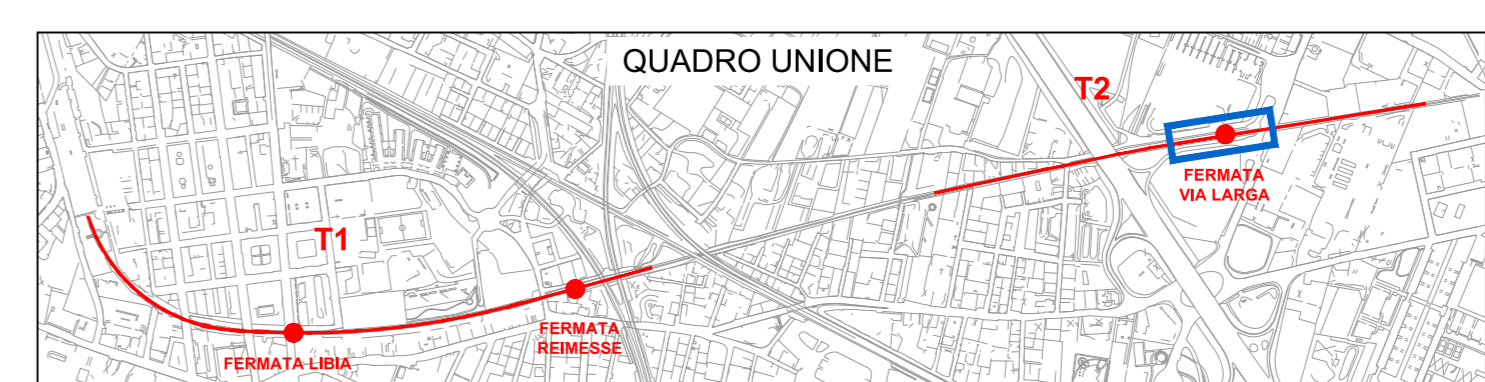 QUADRO UNIONE
T2
FERMATA
VIA LARGA
T1
FERMATA
REIMESSE
FERMATA LIBIA